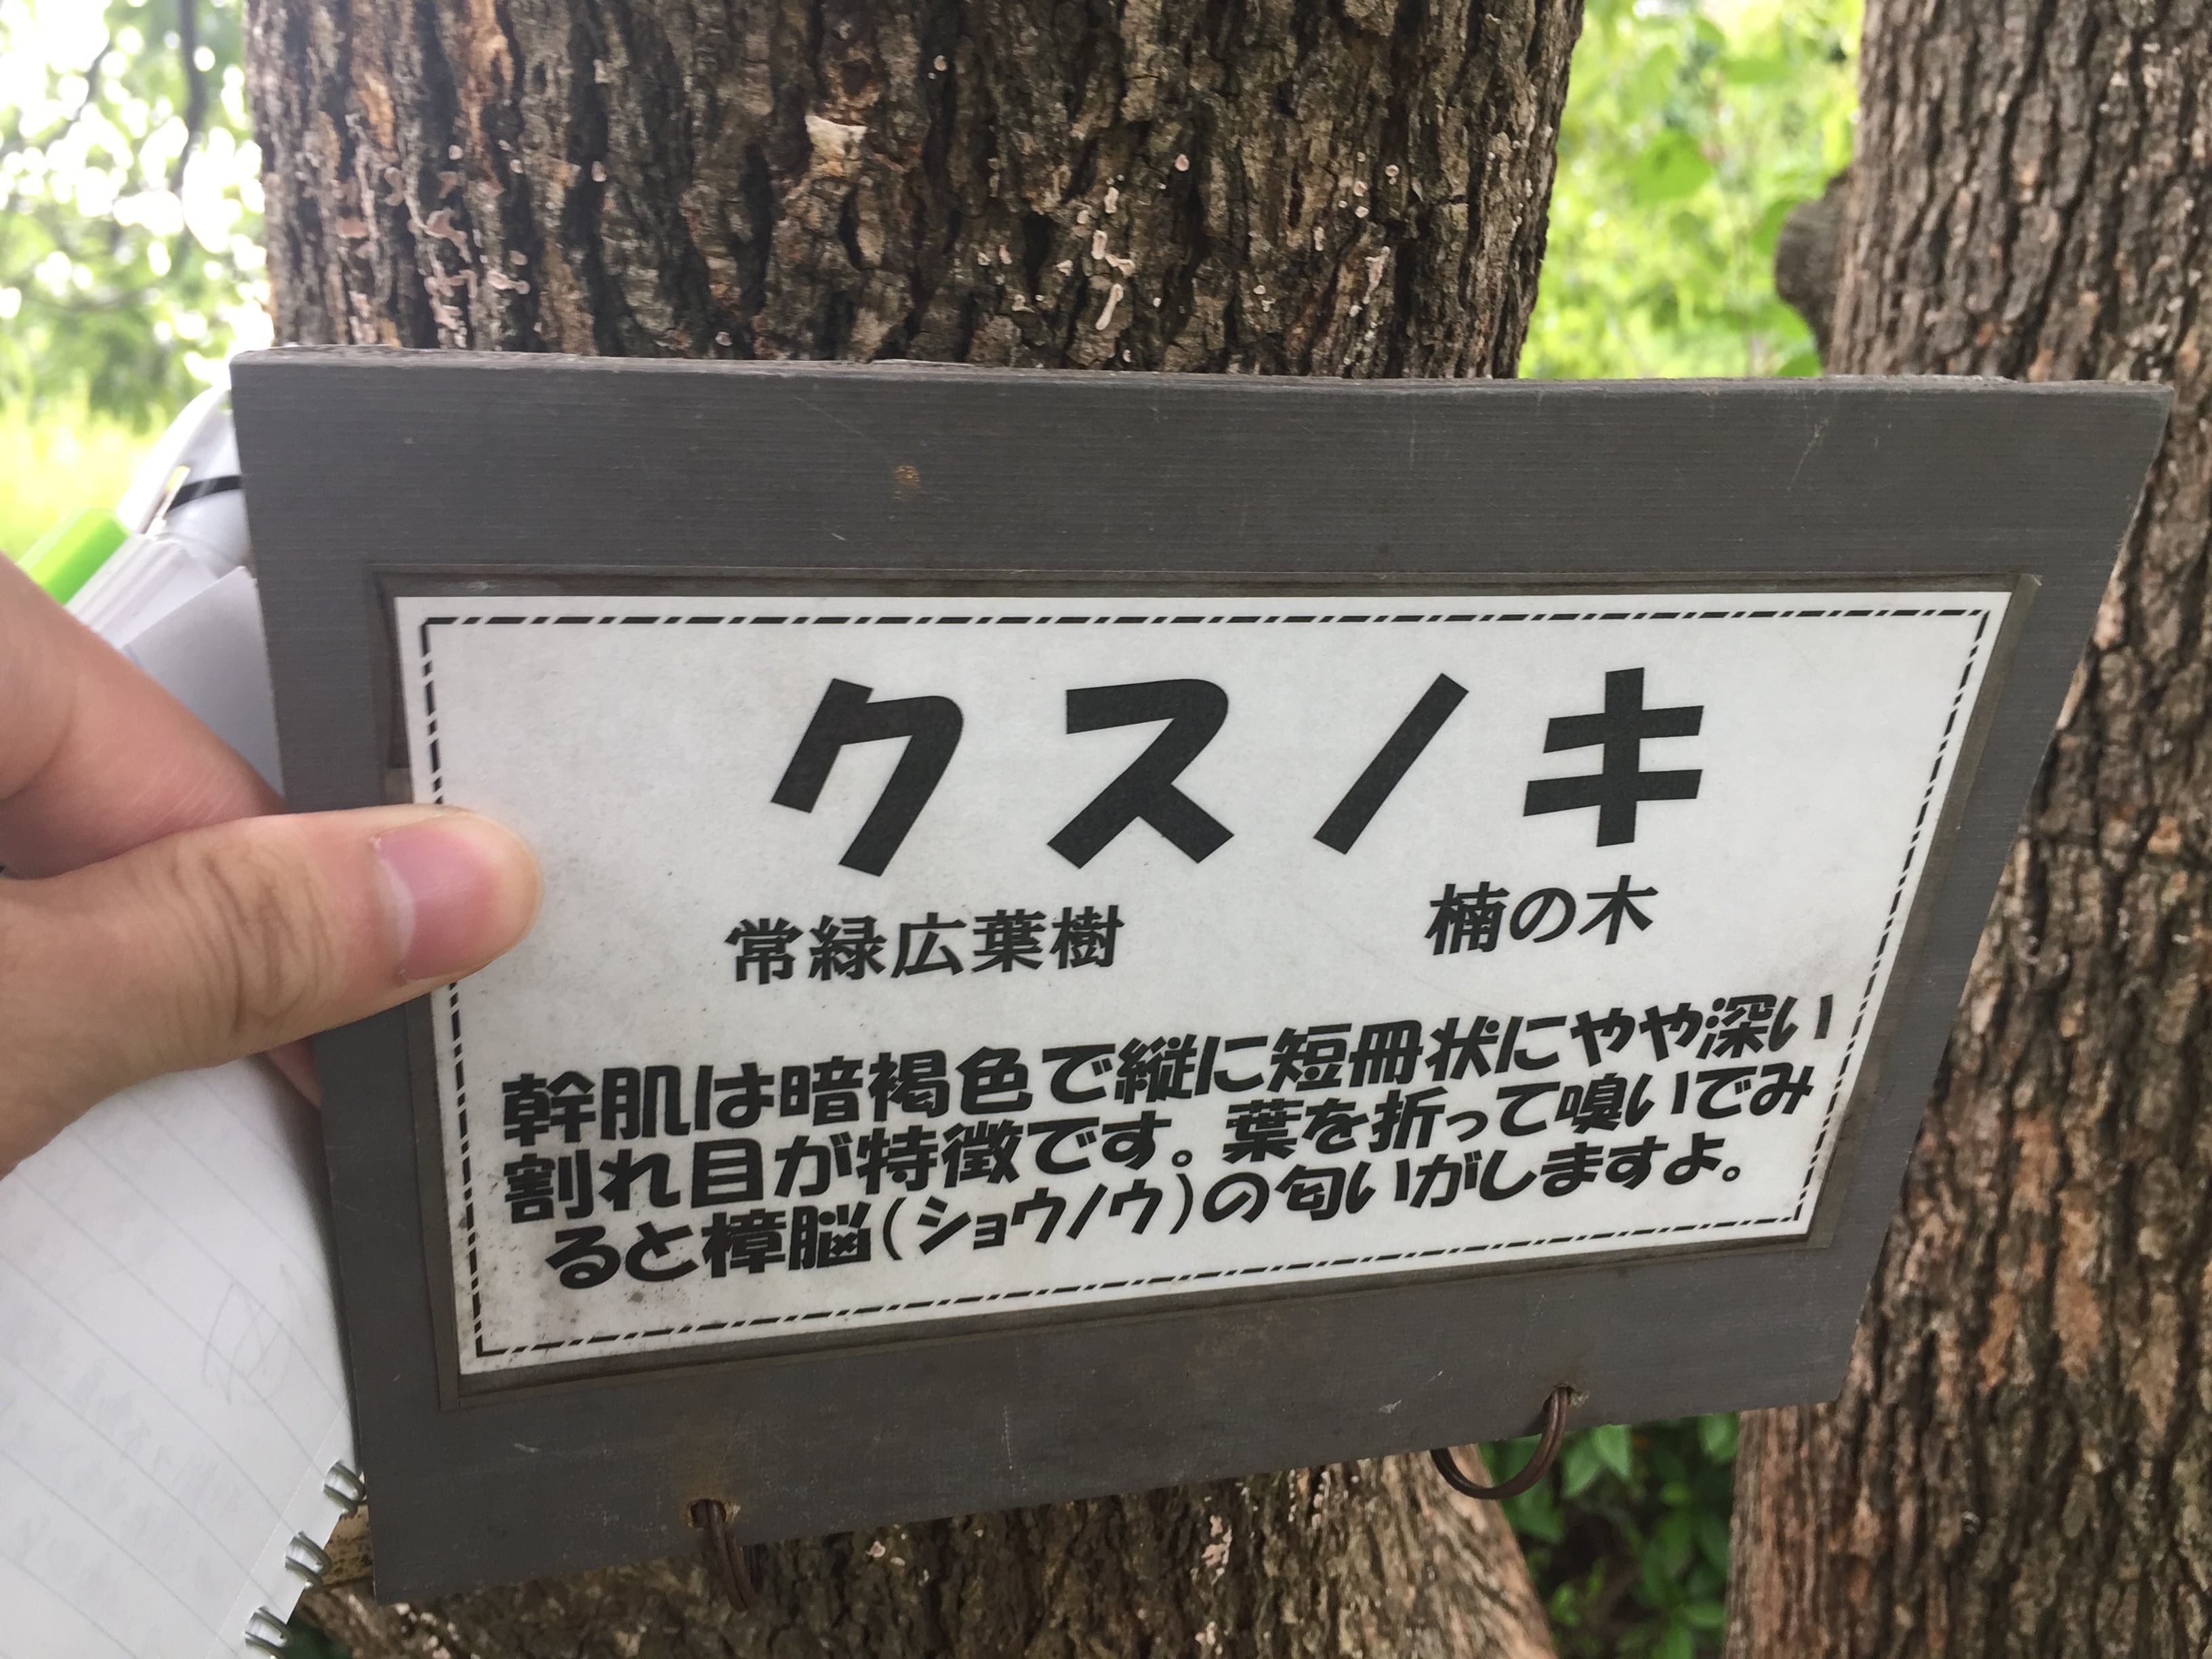 クスノキ
常緑広葉樹 楠の木
幹肌は暗褐色で縦に短冊状にやや深い
割れ目が特徴です。葉を折って嗅いでみ
ると樟脳(ショウノウ)の匂いがしますよ。